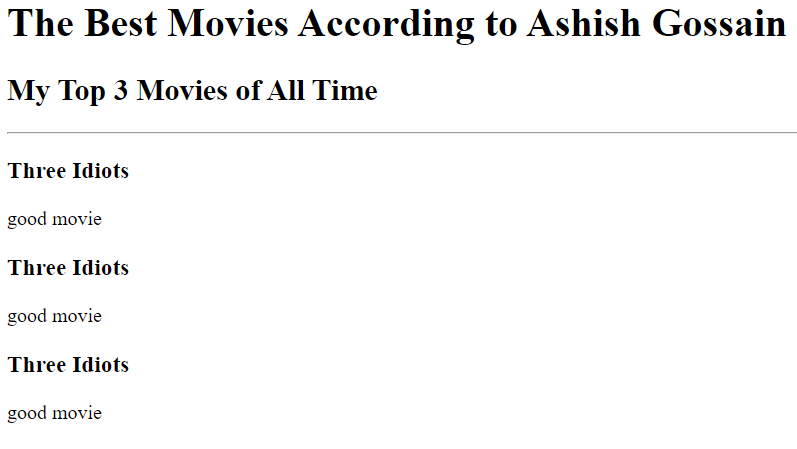 The Best Movies According to Ashish Gossain
My Top 3 Movies of All Time
Three Idiots
good movie
Three Idiots
good movie
Three Idiots
good movie